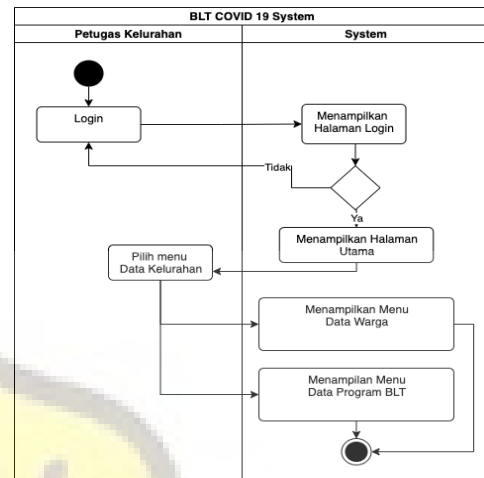 BLT COVID 19 System
Petugas Kelurahan
System
Login
Menampilkan
Halaman Login
Tidak
Ya
Menampilkan Halaman
Utama
Pilih menu
Data Kelurahan
Menampilkan Menu
Data Warga
Menampilan Menu
Data Program BLT